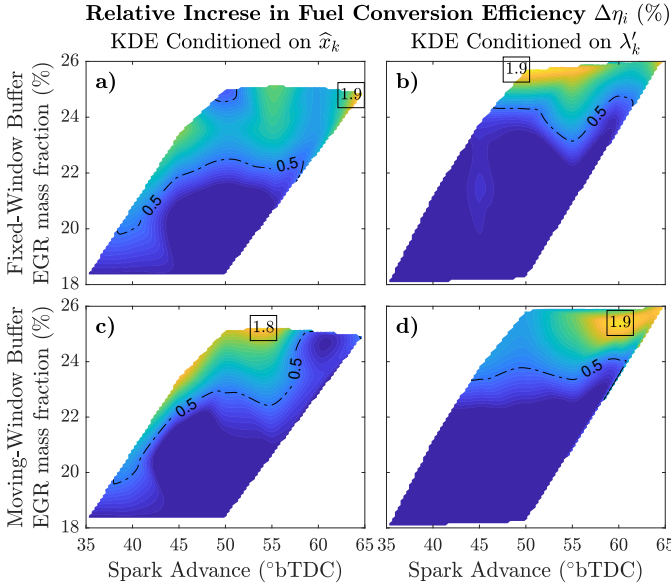 Relative Increse in Fuel Conversion Efficiency Δη_i (%)
KDE Conditioned on x̂_k
KDE Conditioned on λ′_k
Fixed-Window Buffer
EGR mass fraction (%)
26
24
22
20
18
a)
1.9
0.5
0.5
b)
1.9
0.5
Moving-Window Buffer
EGR mass fraction (%)
26
24
22
20
18
c)
1.8
0.5
0.5
d)
1.9
0.5
35 40 45 50 55 60 65
35 40 45 50 55 60 65
Spark Advance (°bTDC)
Spark Advance (°bTDC)